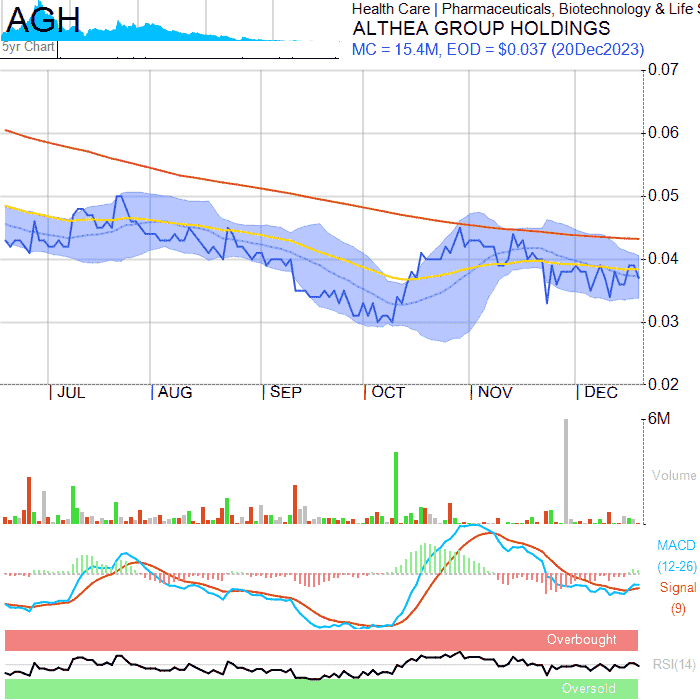 AGH
5yr Chart
Health Care | Pharmaceuticals, Biotechnology & Life S
ALTHEA GROUP HOLDINGS
MC = 15.4M, EOD = $0.037 (20Dec2023)
0.07
0.06
0.05
0.04
0.03
0.02
JUL AUG SEP OCT NOV DEC
6M
Volume
MACD
(12-26)
Signal
(9)
Overbought
RSI(14)
Oversold